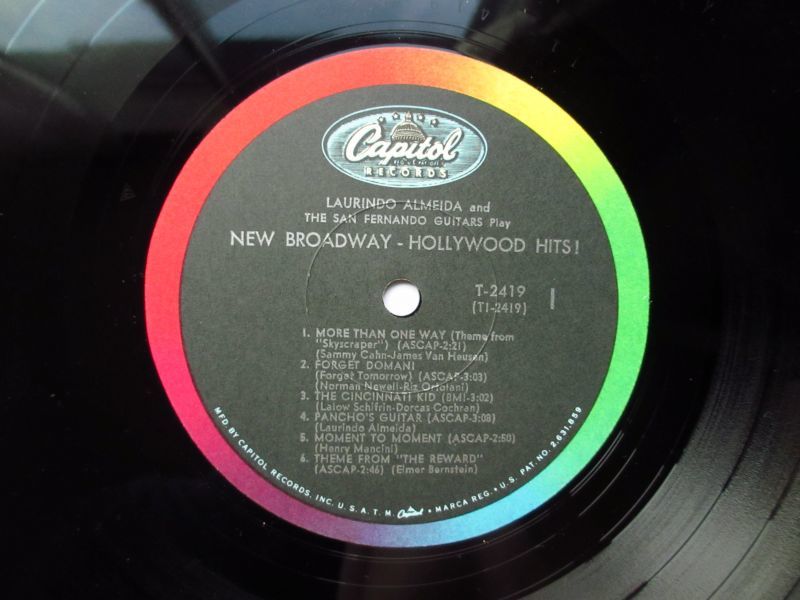 Capitol
RECORDS
LAURINDO ALMEIDA and
THE SAN FERNANDO GUITARS Play
NEW BROADWAY - HOLLYWOOD HITS!
T-2419
(T1-2419)
1
1. MORE THAN ONE WAY (Theme from
"Skyscraper") (ASCAP-2:21)
(Sammy Cahn-James Van Heusen)
2. FORGET DOMANI
(Forget Tomorrow) (ASCAP-3:03)
(Norman Newell-Riz Ortolani)
3. THE CINCINNATI KID (BMI-3:02)
(Lalow Schifrin-Dorcas Cochran)
4. PANCHO'S GUITAR (ASCAP-3:08)
(Laurindo Almeida)
5. MOMENT TO MOMENT (ASCAP-2:50)
(Henry Mancini)
6. THEME FROM "THE REWARD"
(ASCAP-2:46) (Elmer Bernstein)
MFD. BY CAPITOL RECORDS, INC. U. S. A. T. M. Capitol • MARCA REG. • U. S. PAT. NO. 2,631,859